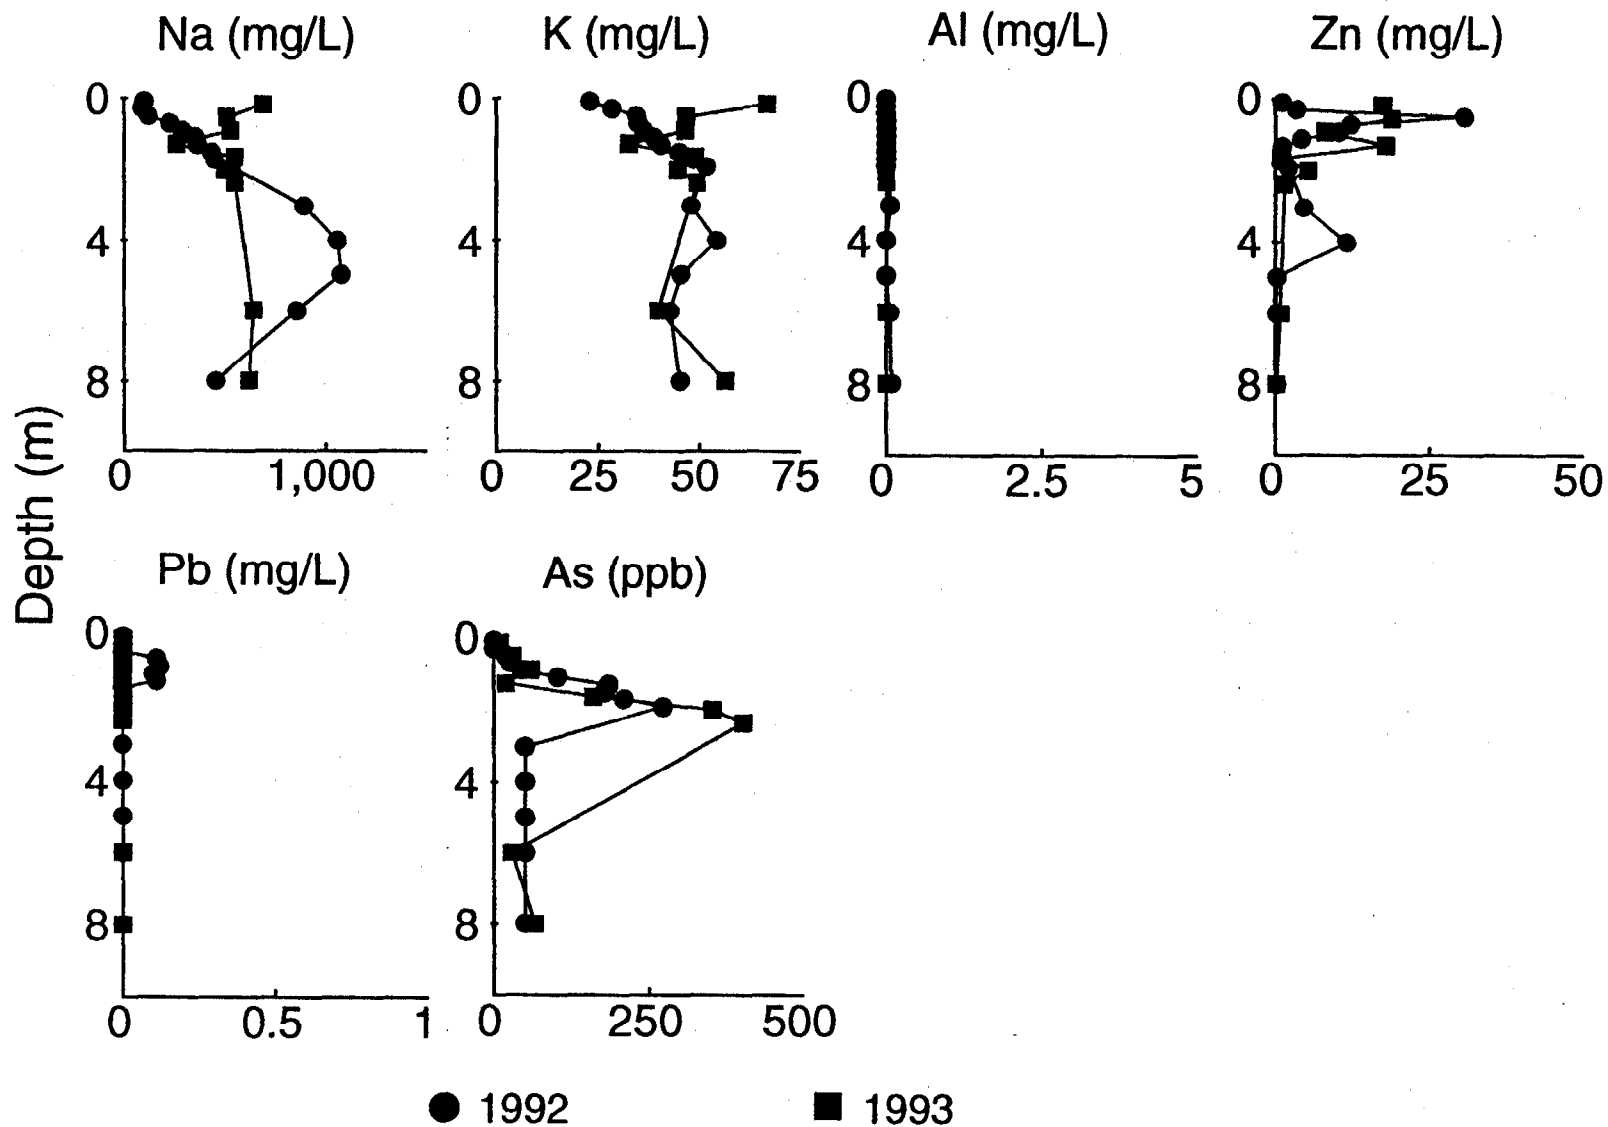 Na (mg/L) K (mg/L) Al (mg/L) Zn (mg/L)
0 0 0 0
4 4 4 4
8 8 8 8
0 1,000 0 25 50 75 0 2.5 5 0 25 50
Depth (m)
Pb (mg/L) As (ppb)
0 0
4 4
8 8
0 0.5 1 0 250 500
1992 1993